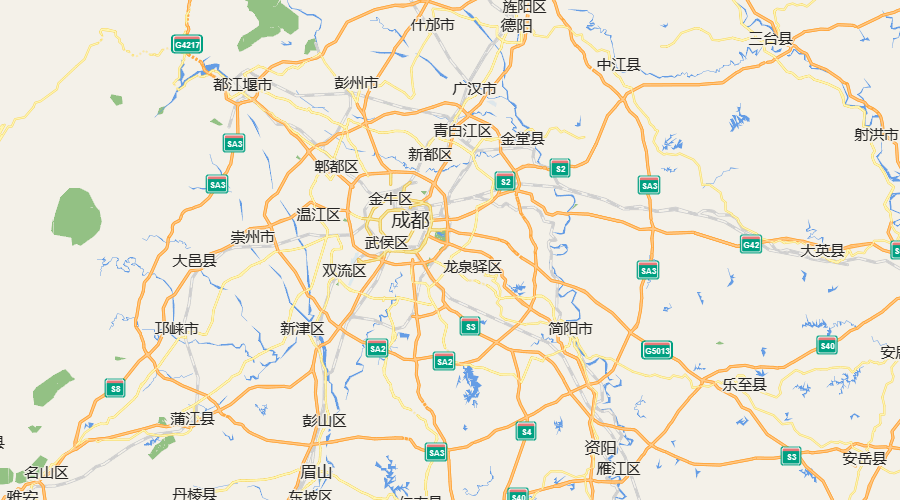 旌阳区
什邡市
德阳
三台县
G4217
中江县
都江堰市
彭州市
广汉市
青白江区
射洪市
SA3
金堂县
新都区
郫都区
S2
S2
SA3
SA3
金牛区
温江区
成都
崇州市
武侯区
G42
大英县
大邑县
双流区
龙泉驿区
SA3
邛崃市
新津区
S3
简阳市
S40
SA2
SA2
G5013
乐至县
S8
蒲江县
彭山区
S4
SA3
资阳
S3
安岳县
名山区
眉山
雁江区
雅安
丹棱县
东坡区
S40